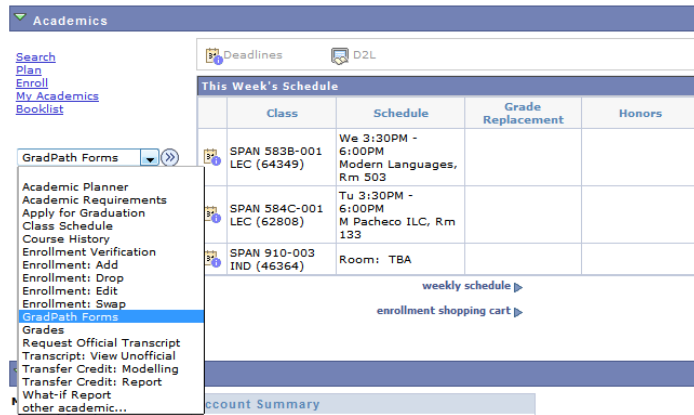 Academics
Search
Plan
Enroll
My Academics
Booklist
Deadlines
D2L
This Week's Schedule
Class
Schedule
Grade
Replacement
Honors
SPAN 583B-001
LEC (64349)
We 3:30PM -
6:00PM
Modern Languages,
Rm 503
SPAN 584C-001
LEC (62808)
Tu 3:30PM -
6:00PM
M Pacheco ILC, Rm
133
SPAN 910-003
IND (46364)
Room: TBA
weekly schedule
enrollment shopping cart
GradPath Forms
Academic Planner
Academic Requirements
Apply for Graduation
Class Schedule
Course History
Enrollment Verification
Enrollment: Add
Enrollment: Drop
Enrollment: Edit
Enrollment: Swap
GradPath Forms
Grades
Request Official Transcript
Transcript: View Unofficial
Transfer Credit: Modelling
Transfer Credit: Report
What-if Report
other academic...
ccount Summary